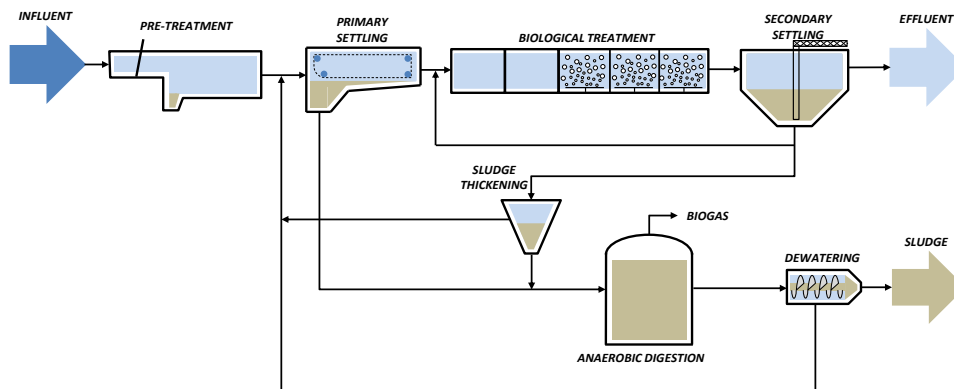 INFLUENT
PRE-TREATMENT
PRIMARY
SETTLING
BIOLOGICAL TREATMENT
SECONDARY
SETTLING
EFFLUENT
SLUDGE
THICKENING
BIOGAS
DEWATERING
SLUDGE
ANAEROBIC DIGESTION